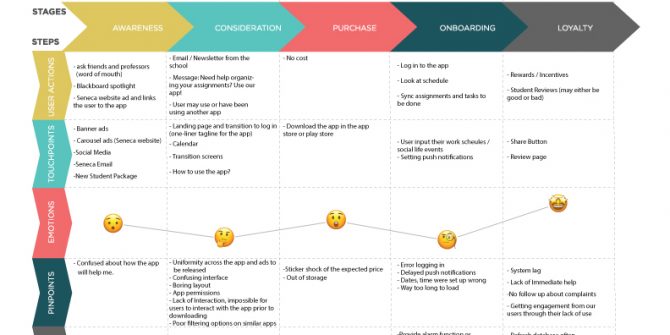 STAGES
AWARENESS
CONSIDERATION
PURCHASE
ONBOARDING
LOYALTY
STEPS
USER ACTIONS
- ask friends and professors
(word of mouth)
- Blackboard spotlight
- Seneca website ad and links
the user to the app
- Email / Newsletter from the
school
- Message: Need help organiz-
ing your assignments? Use our
app!
- User may use or have been
using another app
- No cost
- Log in to the app
- Look at schedule
- Sync assignments and tasks to
be done
- Rewards / Incentives
- Student Reviews (may either be
good or bad)
TOUCHPOINTS
- Banner ads
- Carousel ads (Seneca website)
- Social Media
- Seneca Email
-New Student Package
- Landing page and transition to log in
(one-liner tagline for the app)
- Calendar
- Transition screens
- How to use the app?
- Download the app in the app
store or play store
- User input their work scheules /
social life events
- Setting push notifications
- Share Button
- Review page
EMOTIONS
PINPOINTS
- Confused about how the app
will help me.
- Uniformity across the app and ads to
be released
- Confusing interface
- Boring layout
- App permissions
- Lack of Interaction, impossible for
users to interact with the app prior to
downloading
- Poor filtering options on similar apps
-Sticker shock of the expected price
- Out of storage
- Error logging in
- Delayed push notifications
- Dates, time were set up wrong
- Way too long to load
- System lag
- Lack of Immediate help
-No follow up about complaints
- Getting engagement from our
users through their lack of use